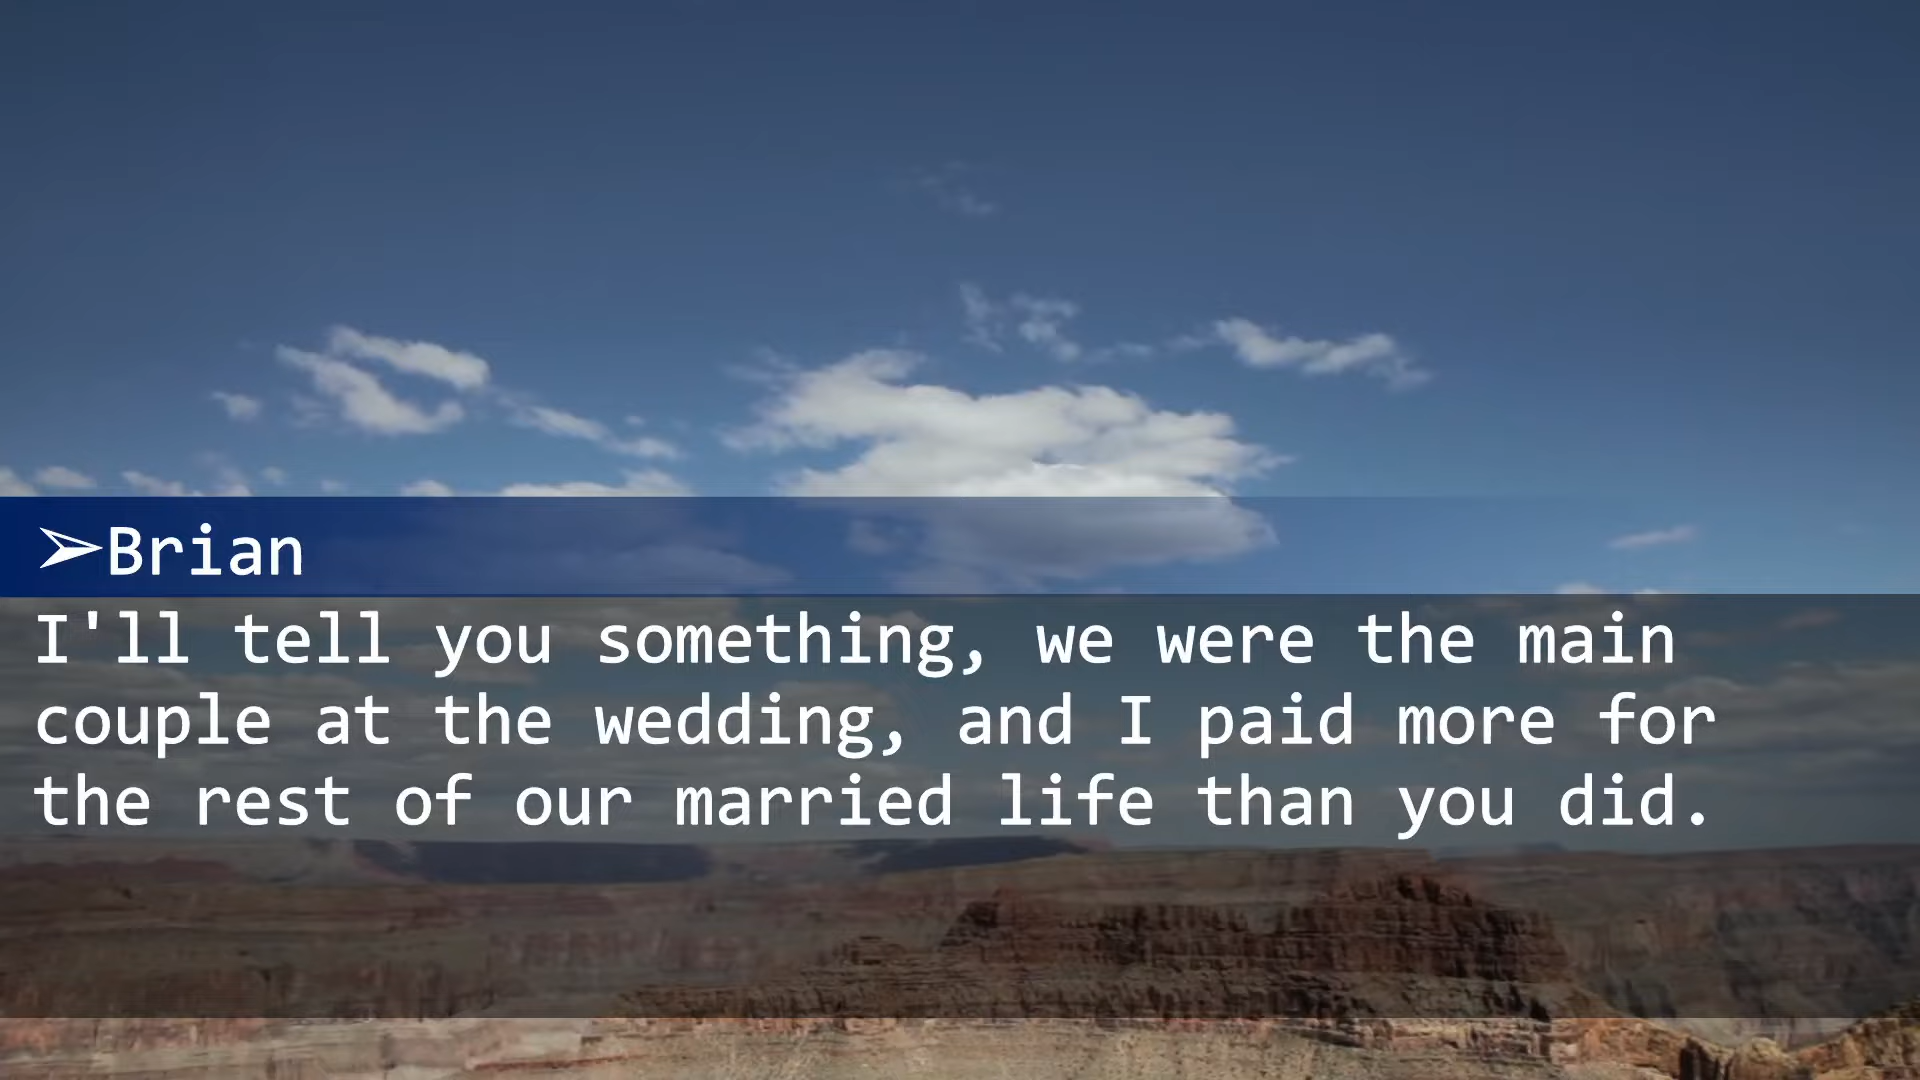 ➢Brian
I'll tell you something, we were the main
couple at the wedding, and I paid more for
the rest of our married life than you did.